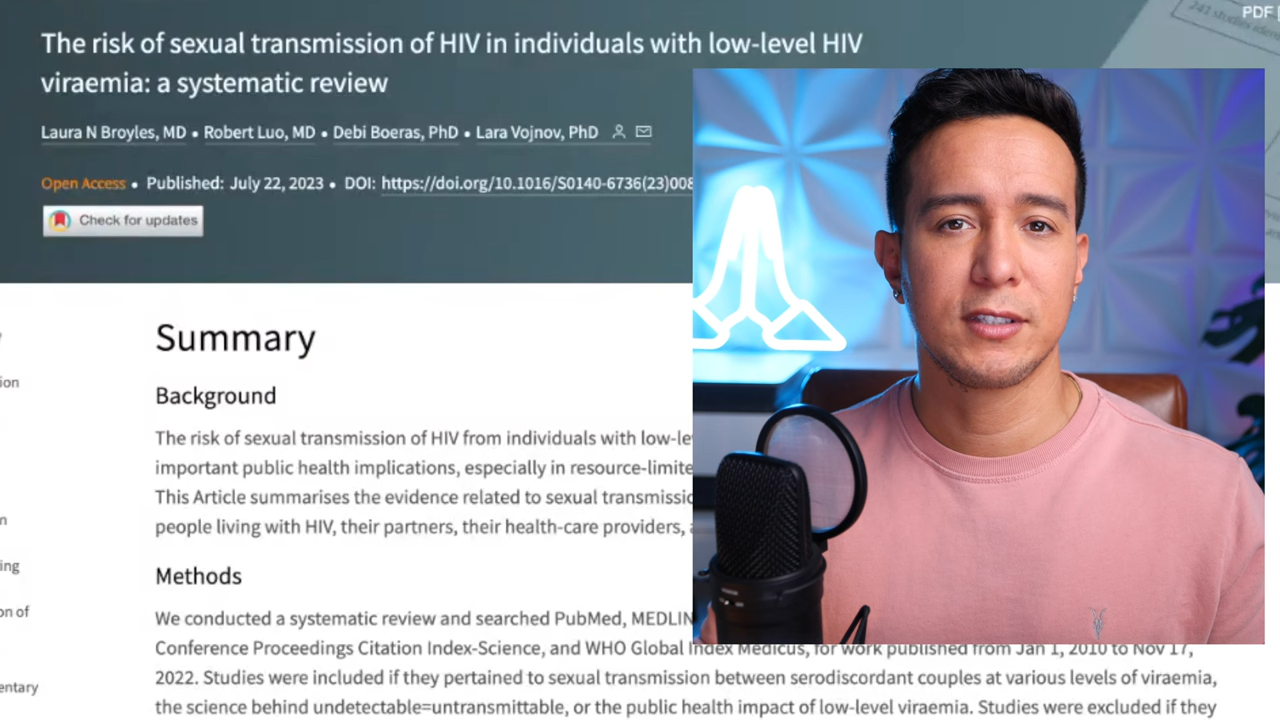 PDF
241 studies iden
The risk of sexual transmission of HIV in individuals with low-level HIV
viraemia: a systematic review
Laura N Broyles, MD • Robert Luo, MD • Debi Boeras, PhD • Lara Vojnov, PhD
Open Access • Published: July 22, 2023 • DOI: https://doi.org/10.1016/S0140-6736(23)008
Check for updates
Summary
Background
ion
The risk of sexual transmission of HIV from individuals with low-le
important public health implications, especially in resource-limite
This Article summarises the evidence related to sexual transmissio
n
people living with HIV, their partners, their health-care providers,
Methods
ing
on of
We conducted a systematic review and searched PubMed, MEDLIN
Conference Proceedings Citation Index-Science, and WHO Global Index Medicus, for work published from Jan 1, 2010 to Nov 17,
2022. Studies were included if they pertained to sexual transmission between serodiscordant couples at various levels of viraemia,
entary
the science behind undetectable=untransmittable, or the public health impact of low-level viraemia. Studies were excluded if they